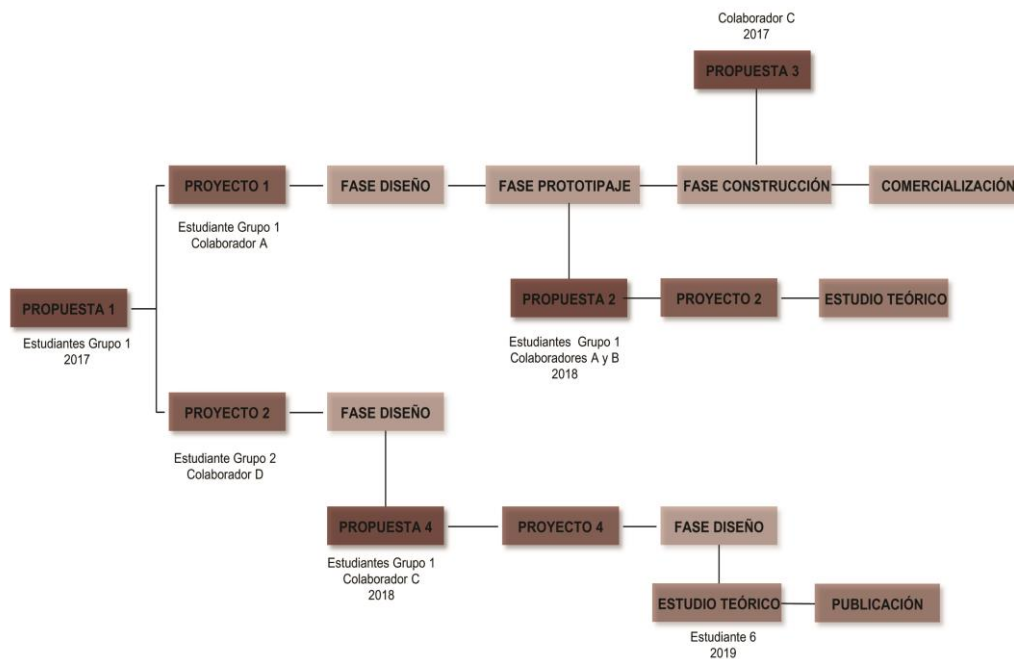 Colaborador C
2017
PROPUESTA 3
PROYECTO 1
FASE DISEÑO
FASE PROTOTIPAJE
FASE CONSTRUCCIÓN
COMERCIALIZACIÓN
Estudiante Grupo 1
Colaborador A
PROPUESTA 1
Estudiantes Grupo 1
2017
PROPUESTA 2
PROYECTO 2
ESTUDIO TEÓRICO
Estudiantes Grupo 1
Colaboradores A y B
2018
PROYECTO 2
FASE DISEÑO
Estudiante Grupo 2
Colaborador D
PROPUESTA 4
PROYECTO 4
FASE DISEÑO
Estudiantes Grupo 1
Colaborador C
2018
ESTUDIO TEÓRICO
PUBLICACIÓN
Estudiante 6
2019